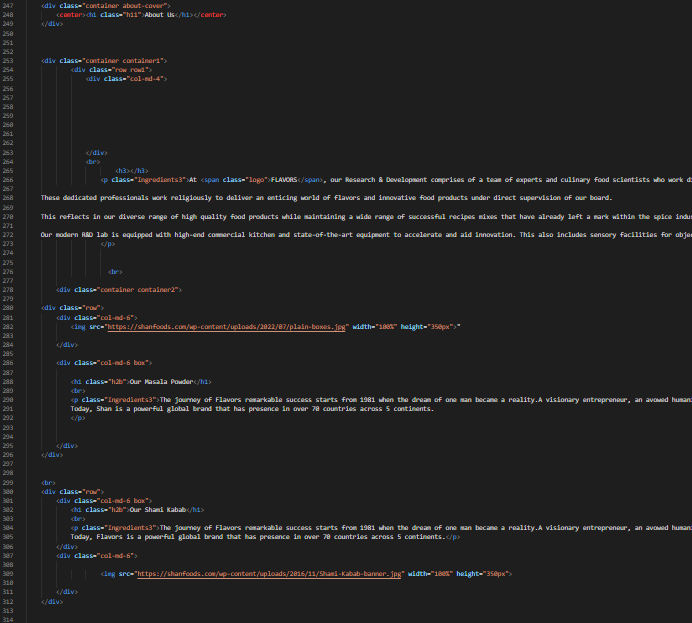 247 <div class="container about-cover">
248 <center><h1 class="h11">About Us</h1></center>
249 </div>
250
251
252
253 <div class="container container1">
254 <div class="row row1">
255 <div class="col-md-4">
256
257
258
259
260
261
262
263 </div>
264 <br>
265 <h3></h3>
266 <p class="Ingredients3">At <span class="logo">FLAVORS</span>, our Research & Development comprises of a team of experts and culinary food scientists who work di
267
268 These dedicated professionals work religiously to deliver an enticing world of flavors and innovative food products under direct supervision of our board.
269
270 This reflects in our diverse range of high quality food products while maintaining a wide range of successful recipes mixes that have already left a mark within the spice indus
271
272 Our modern R&D lab is equipped with high-end commercial kitchen and state-of-the-art equipment to accelerate and aid innovation. This also includes sensory facilities for objec
273 </p>
274
275
276 <br>
277
278 <div class="container container2">
279
280 <div class="row">
281 <div class="col-md-6">
282 <img src="https://shanfoods.com/wp-content/uploads/2022/07/plain-boxes.jpg" width="100%" height="350px">"
283
284 </div>
285
286 <div class="col-md-6 box">
287
288 <h1 class="h2b">Our Masala Powder</h1>
289 <br>
290 <p class="Ingredients3">The journey of Flavors remarkable success starts from 1981 when the dream of one man became a reality.A visionary entrepreneur, an avowed humani
291 Today, Shan is a powerful global brand that has presence in over 70 countries across 5 continents.
292 </p>
293
294
295 </div>
296 </div>
297
298
299 <br>
300 <div class="row">
301 <div class="col-md-6 box">
302 <h1 class="h2b">Our Shami Kabab</h1>
303 <br>
304 <p class="Ingredients3">The journey of Flavors remarkable success starts from 1981 when the dream of one man became a reality.A visionary entrepreneur, an avowed humani
305 Today, Flavors is a powerful global brand that has presence in over 70 countries across 5 continents.</p>
306 </div>
307 <div class="col-md-6">
308
309 <img src="https://shanfoods.com/wp-content/uploads/2016/11/Shami-Kabab-banner.jpg" width="100%" height="350px">
310
311 </div>
312 </div>
313
314